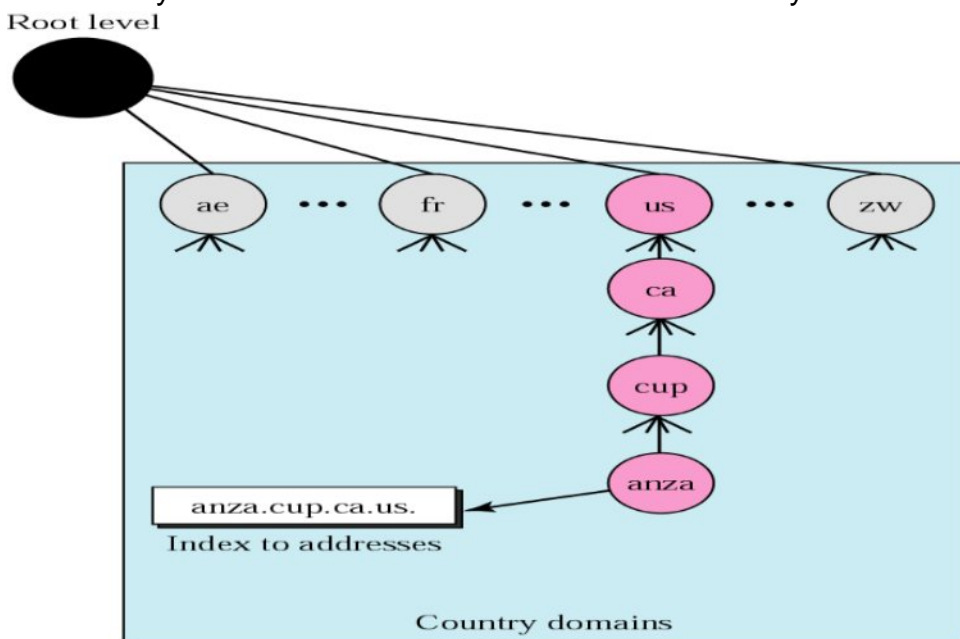 Root level
ae ••• fr ••• us ••• zw
ca
cup
anza
anza.cup.ca.us.
Index to addresses
Country domains